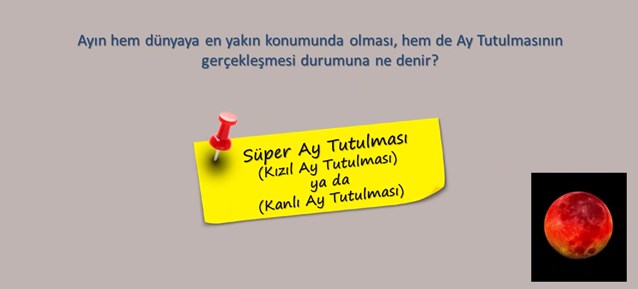 Ayın hem dünyaya en yakın konumunda olması, hem de Ay Tutulmasının
gerçekleşmesi durumuna ne denir?
Süper Ay Tutulması
(Kızıl Ay Tutulması)
ya da
(Kanlı Ay Tutulması)